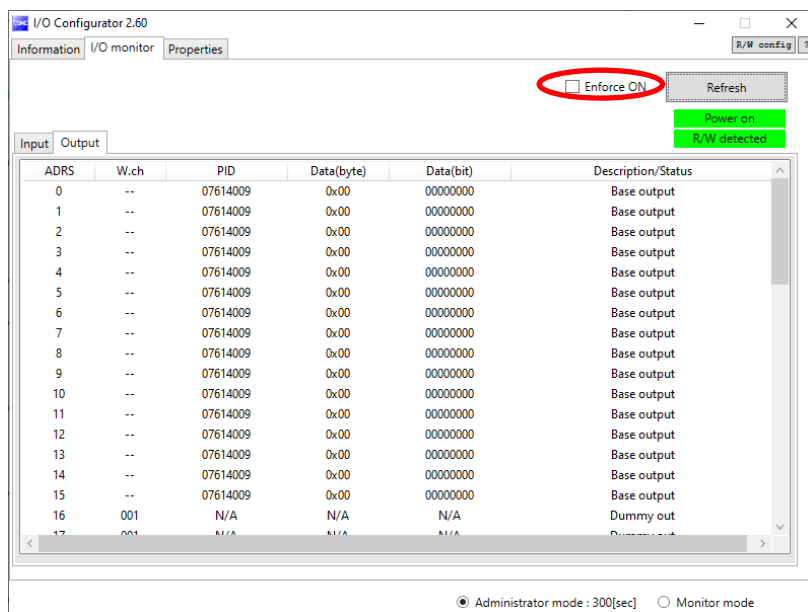 I/O Configurator 2.60
Information I/O monitor Properties R/W config ?
Enforce ON Refresh
Power on
R/W detected
Input Output
ADRS W.ch PID Data(byte) Data(bit) Description/Status
0 -- 07614009 0x00 00000000 Base output
1 -- 07614009 0x00 00000000 Base output
2 -- 07614009 0x00 00000000 Base output
3 -- 07614009 0x00 00000000 Base output
4 -- 07614009 0x00 00000000 Base output
5 -- 07614009 0x00 00000000 Base output
6 -- 07614009 0x00 00000000 Base output
7 -- 07614009 0x00 00000000 Base output
8 -- 07614009 0x00 00000000 Base output
9 -- 07614009 0x00 00000000 Base output
10 -- 07614009 0x00 00000000 Base output
11 -- 07614009 0x00 00000000 Base output
12 -- 07614009 0x00 00000000 Base output
13 -- 07614009 0x00 00000000 Base output
14 -- 07614009 0x00 00000000 Base output
15 -- 07614009 0x00 00000000 Base output
16 001 N/A N/A N/A Dummy out
17 001 N/A N/A N/A Dummy out
Administrator mode : 300[sec] Monitor mode